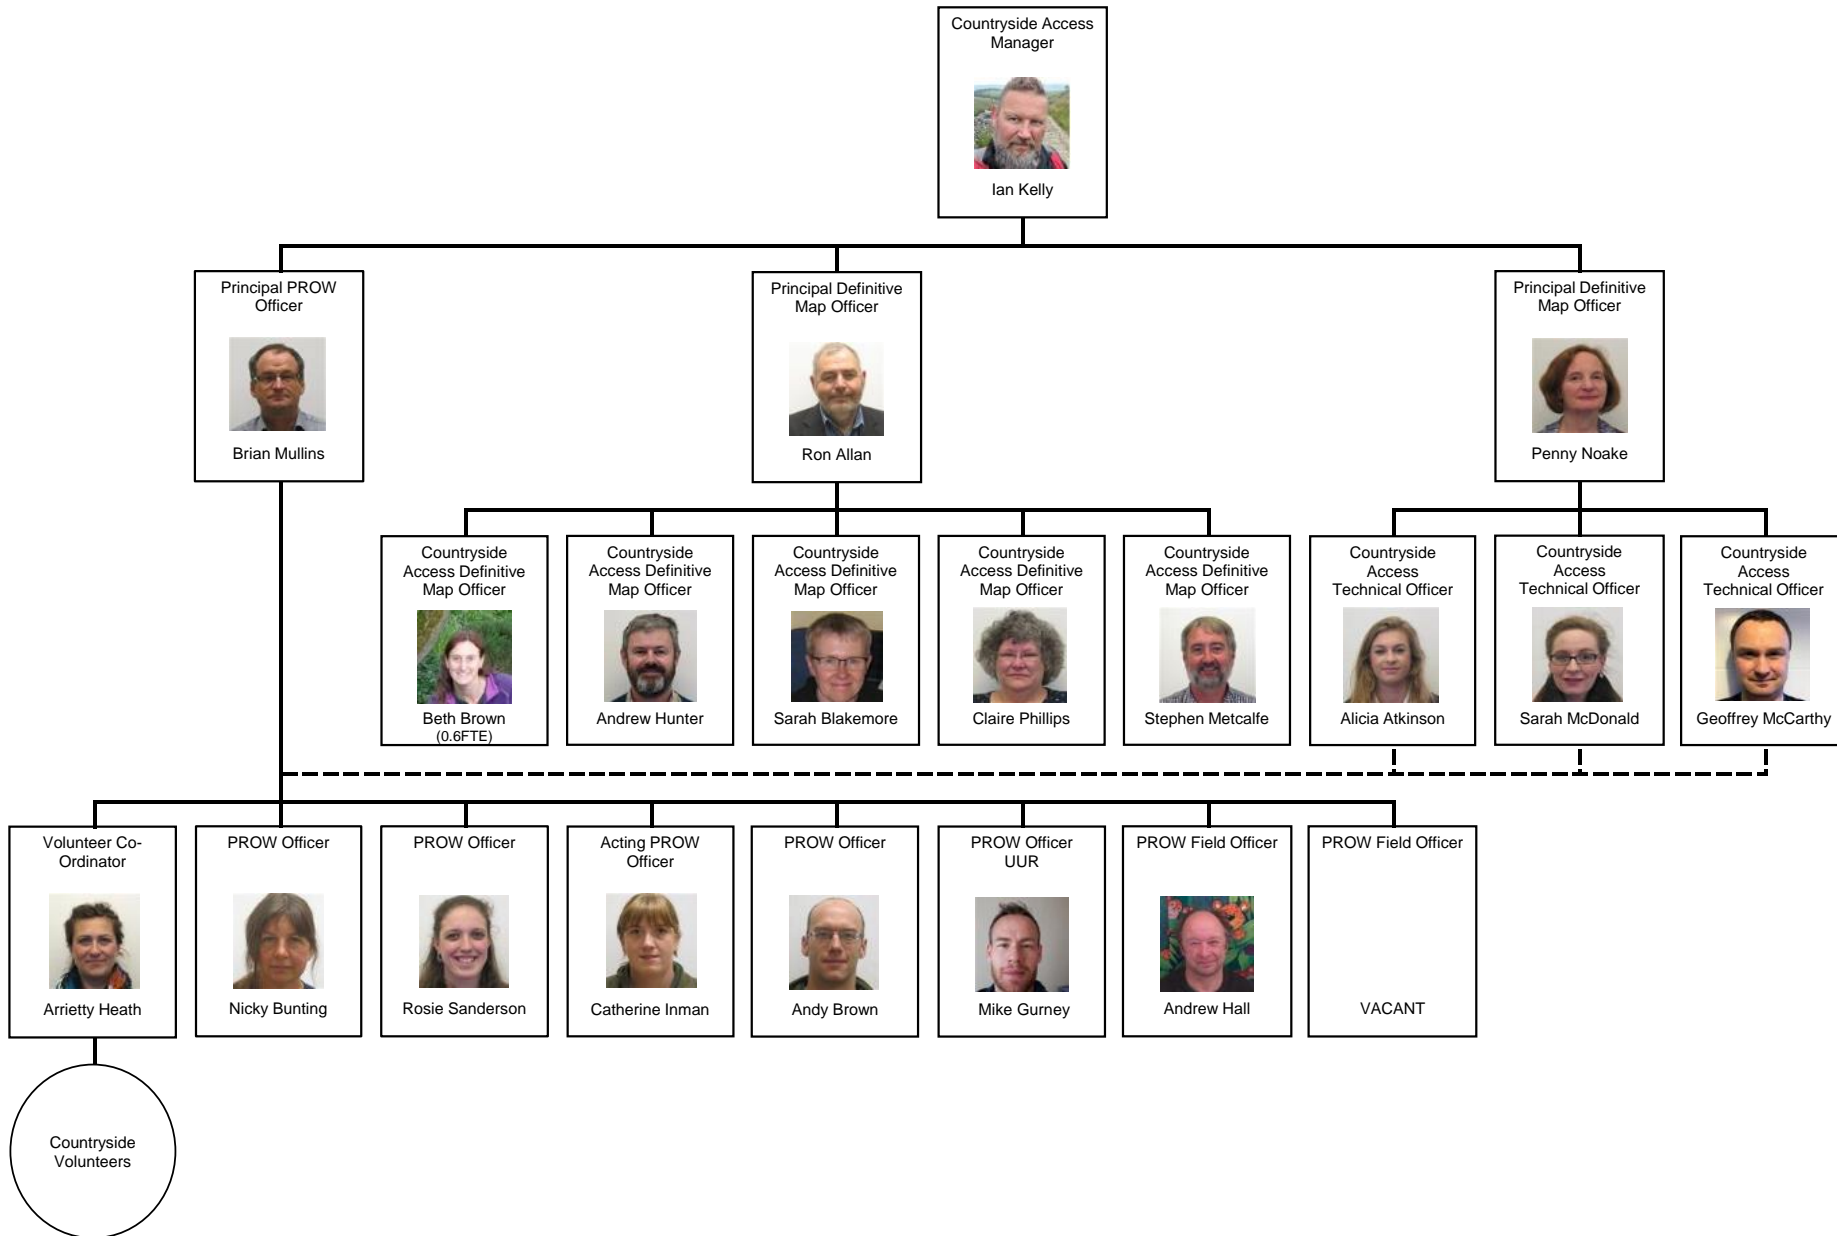 Countryside Access
Manager
Ian Kelly
Principal PROW
Officer
Brian Mullins
Principal Definitive
Map Officer
Ron Allan
Principal Definitive
Map Officer
Penny Noake
Countryside
Access Definitive
Map Officer
Beth Brown
(0.6FTE)
Countryside
Access Definitive
Map Officer
Andrew Hunter
Countryside
Access Definitive
Map Officer
Sarah Blakemore
Countryside
Access Definitive
Map Officer
Claire Phillips
Countryside
Access Definitive
Map Officer
Stephen Metcalfe
Countryside
Access
Technical Officer
Alicia Atkinson
Countryside
Access
Technical Officer
Sarah McDonald
Countryside
Access
Technical Officer
Geoffrey McCarthy
Volunteer Co-
Ordinator
Arrietty Heath
PROW Officer
Nicky Bunting
PROW Officer
Rosie Sanderson
Acting PROW
Officer
Catherine Inman
PROW Officer
Andy Brown
PROW Officer
UUR
Mike Gurney
PROW Field Officer
Andrew Hall
PROW Field Officer
VACANT
Countryside
Volunteers